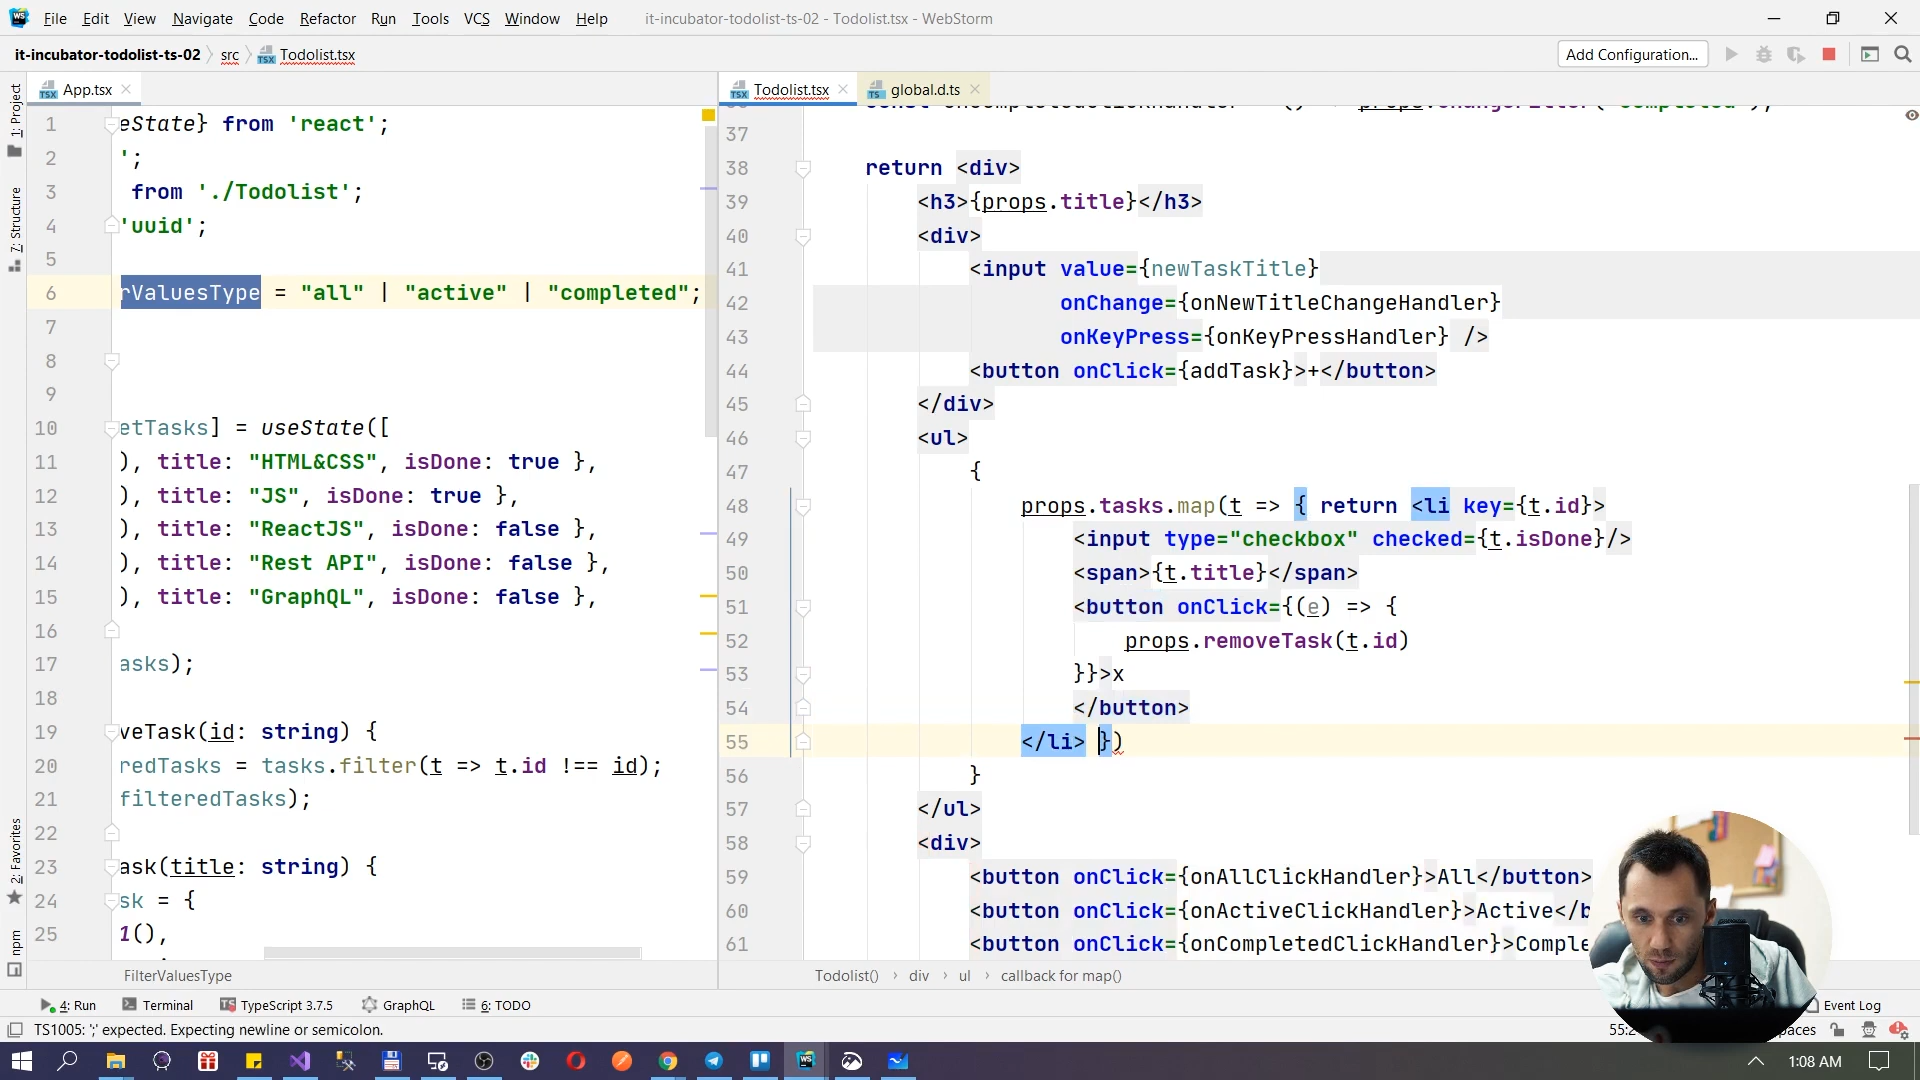 File Edit View Navigate Code Refactor Run Tools VCS Window Help it-incubator-todolist-ts-02 - Todolist.tsx - WebStorm
it-incubator-todolist-ts-02 src Todolist.tsx Add Configuration...
App.tsx
Todolist.tsx
global.d.ts
1: Project
7: Structure
2: Favorites
npm
1 eState} from 'react';
2 ';
3 from './Todolist';
4 'uuid';
5
6 rValuesType = "all" | "active" | "completed";
7
8
9
10 etTasks] = useState([
11 ), title: "HTML&CSS", isDone: true },
12 ), title: "JS", isDone: true },
13 ), title: "ReactJS", isDone: false },
14 ), title: "Rest API", isDone: false },
15 ), title: "GraphQL", isDone: false },
16
17 asks);
18
19 veTask(id: string) {
20 redTasks = tasks.filter(t => t.id !== id);
21 filteredTasks);
22
23 ask(title: string) {
24 sk = {
25 1(),
FilterValuesType
37
38 return <div>
39 <h3>{props.title}</h3>
40 <div>
41 <input value={newTaskTitle}
42 onChange={onNewTitleChangeHandler}
43 onKeyPress={onKeyPressHandler} />
44 <button onClick={addTask}>+</button>
45 </div>
46 <ul>
47 {
48 props.tasks.map(t => { return <li key={t.id}>
49 <input type="checkbox" checked={t.isDone}/>
50 <span>{t.title}</span>
51 <button onClick={(e) => {
52 props.removeTask(t.id)
53 }}>x
54 </button>
55 </li> })
56 }
57 </ul>
58 <div>
59 <button onClick={onAllClickHandler}>All</button>
60 <button onClick={onActiveClickHandler}>Active</b
61 <button onClick={onCompletedClickHandler}>Comple
Todolist() div ul callback for map()
4: Run Terminal TypeScript 3.7.5 GraphQL 6: TODO Event Log
TS1005: ';' expected. Expecting newline or semicolon. 55:2 paces
1:08 AM